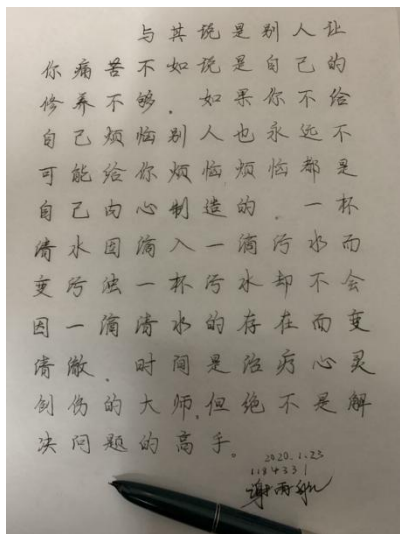 与其说是别人让
你痛苦不如说是自己的
修养不够。如果你不给
自己烦恼别人也永远不
可能给你烦恼烦恼都是
自己内心制造的。一杯
清水因滴入一滴污水而
变污浊一杯污水却不会
因一滴清水的存在而变
清澈。时间是治疗心灵
创伤的大师,但绝不是解
决问题的高手。
2020.1.23
1184331
谢雨